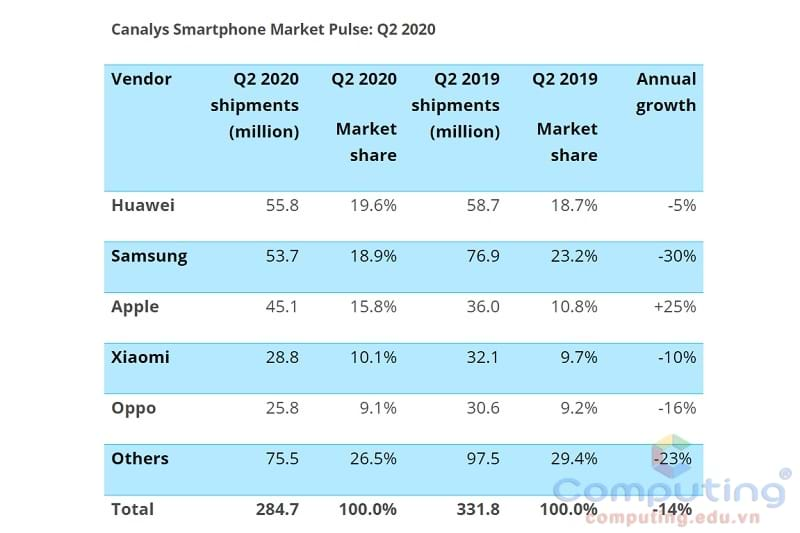 Canalys Smartphone Market Pulse: Q2 2020
Vendor Q2 2020 shipments (million) Q2 2020 Market share Q2 2019 shipments (million) Q2 2019 Market share Annual growth
Huawei 55.8 19.6% 58.7 18.7% -5%
Samsung 53.7 18.9% 76.9 23.2% -30%
Apple 45.1 15.8% 36.0 10.8% +25%
Xiaomi 28.8 10.1% 32.1 9.7% -10%
Oppo 25.8 9.1% 30.6 9.2% -16%
Others 75.5 26.5% 97.5 29.4% -23%
Total 284.7 100.0% 331.8 100.0% -14%
Computing®
computing.edu.vn